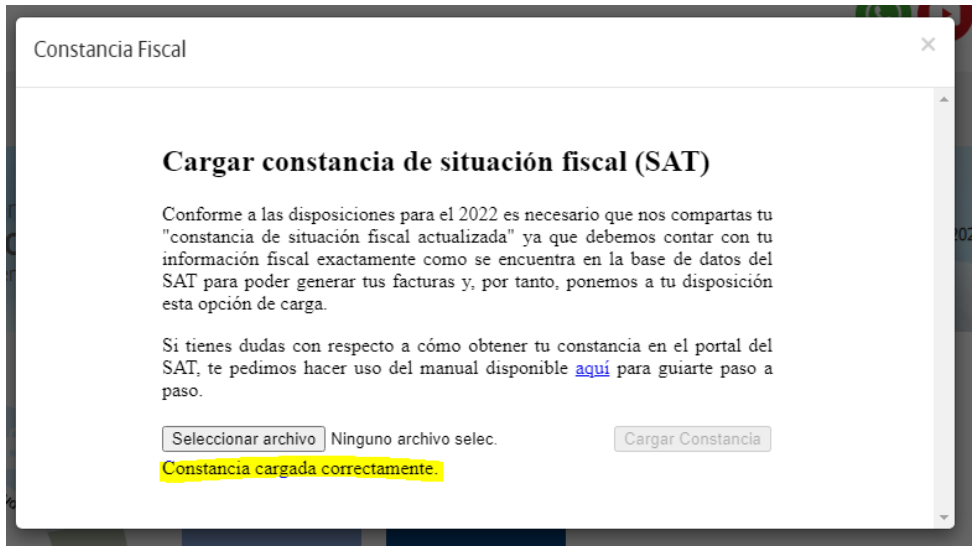 Constancia Fiscal
×
Cargar constancia de situación fiscal (SAT)
Conforme a las disposiciones para el 2022 es necesario que nos compartas tu
"constancia de situación fiscal actualizada" ya que debemos contar con tu
información fiscal exactamente como se encuentra en la base de datos del
SAT para poder generar tus facturas y, por tanto, ponemos a tu disposición
esta opción de carga.
Si tienes dudas con respecto a cómo obtener tu constancia en el portal del
SAT, te pedimos hacer uso del manual disponible aquí para guiarte paso a
paso.
Seleccionar archivo Ninguno archivo selec. Cargar Constancia
Constancia cargada correctamente.